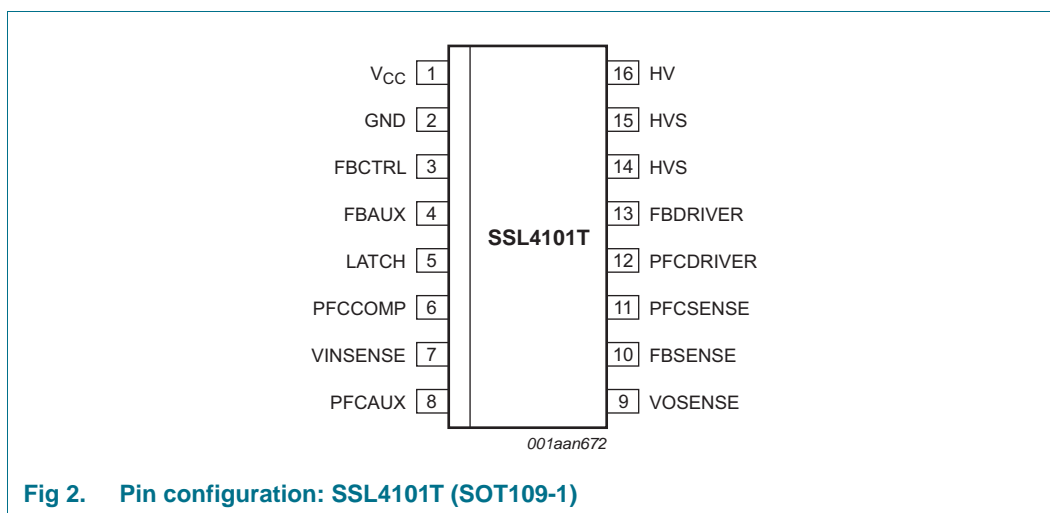 VCC 1
GND 2
FBCTRL 3
FBAUX 4
LATCH 5
PFCCOMP 6
VINSENSE 7
PFCAUX 8
SSL4101T
16 HV
15 HVS
14 HVS
13 FBDRIVER
12 PFCDRIVER
11 PFCSENSE
10 FBSENSE
9 VOSENSE
001aan672
Fig 2. Pin configuration: SSL4101T (SOT109-1)